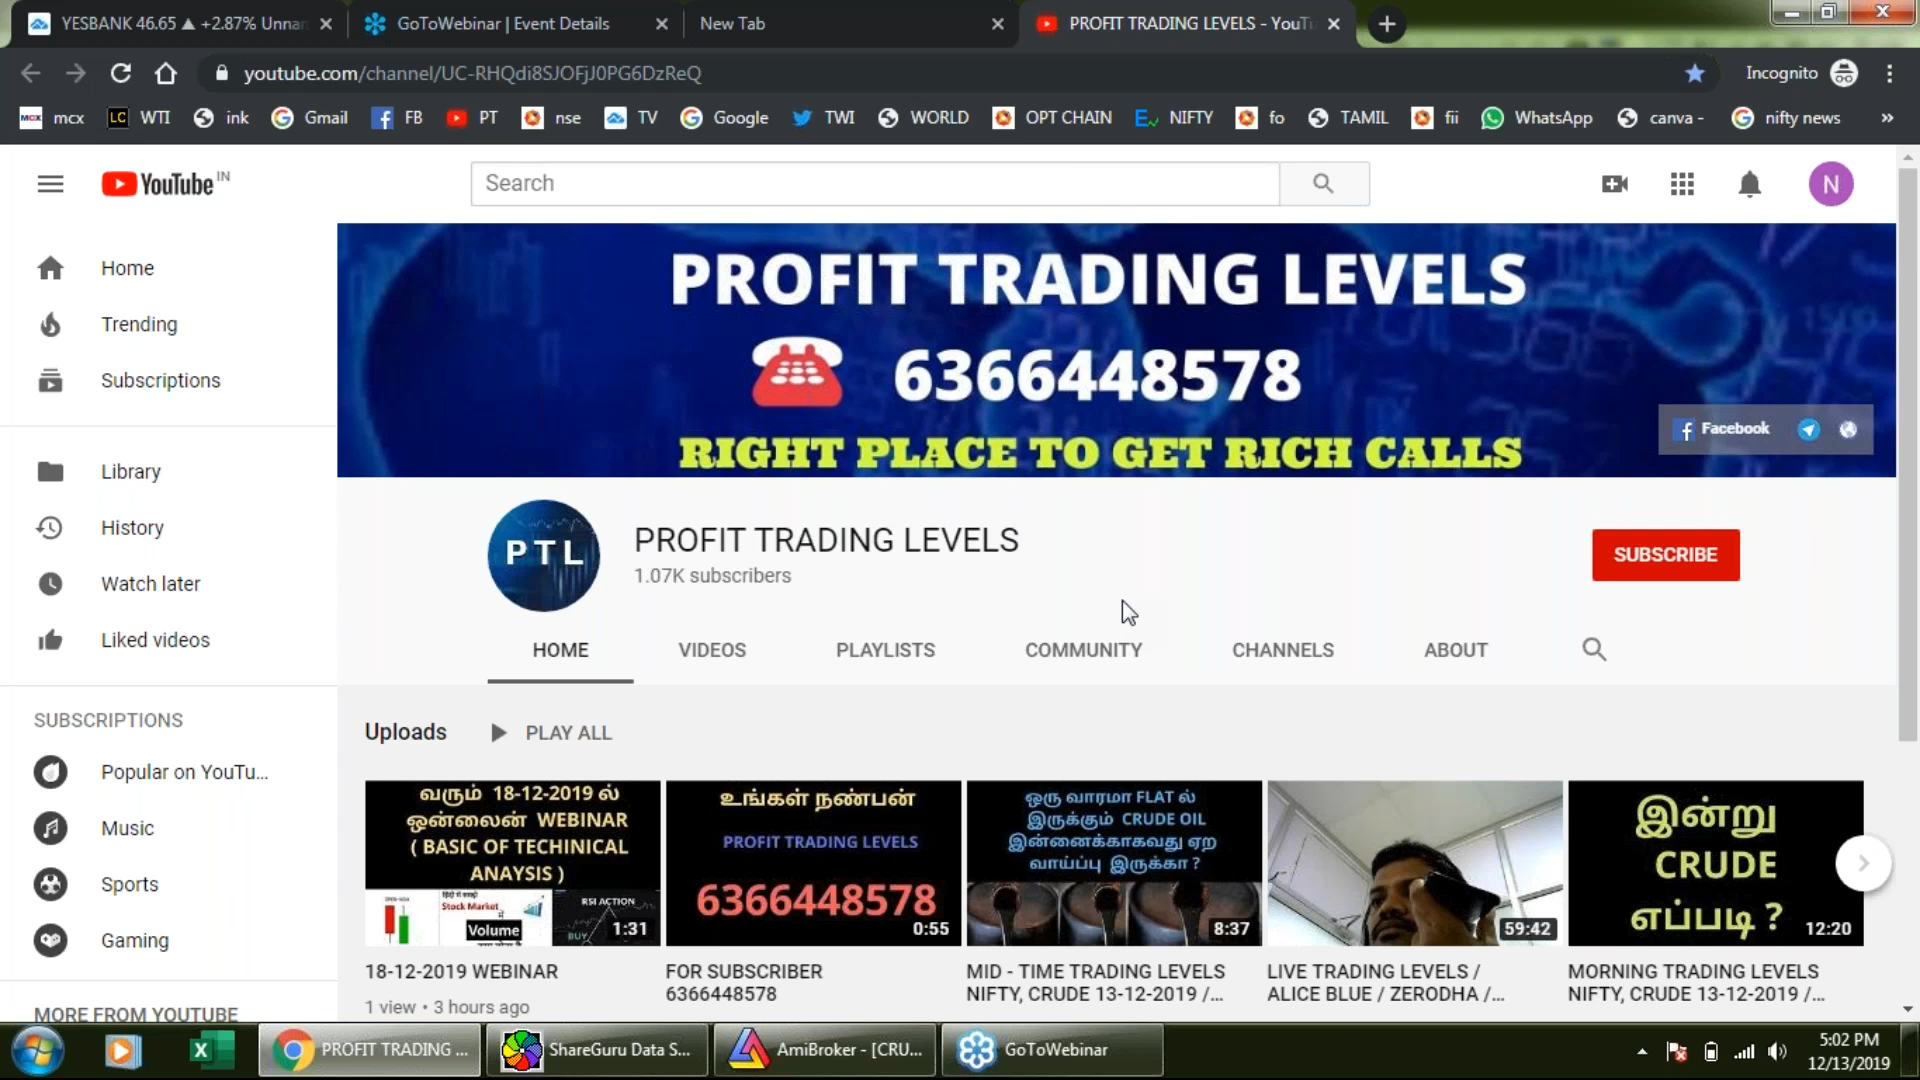 YESBANK 46.65 ▲ +2.87% Unnan
GoToWebinar | Event Details
New Tab
PROFIT TRADING LEVELS - YouTu
youtube.com/channel/UC-RHQdi8SJOFjJ0PG6DzReQ
Incognito
mcx WTI ink Gmail FB PT nse TV Google TWI WORLD OPT CHAIN NIFTY fo TAMIL fii WhatsApp canva - nifty news »
YouTube IN
Search
N
Home
Trending
Subscriptions
Library
History
Watch later
Liked videos
SUBSCRIPTIONS
Popular on YouTu...
Music
Sports
Gaming
MORE FROM YOUTUBE
PROFIT TRADING LEVELS
6366448578
RIGHT PLACE TO GET RICH CALLS
Facebook
PTL
PROFIT TRADING LEVELS
1.07K subscribers
SUBSCRIBE
HOME VIDEOS PLAYLISTS COMMUNITY CHANNELS ABOUT
Uploads PLAY ALL
வரும் 18-12-2019 ல்
ஒன்லைன் WEBINAR
( BASIC OF TECHINICAL
ANAYSIS )
Stock Market
Volume
RSI ACTION
BUY
1:31
18-12-2019 WEBINAR
1 view • 3 hours ago
உங்கள் நண்பன்
PROFIT TRADING LEVELS
6366448578
0:55
FOR SUBSCRIBER
6366448578
ஒரு வாரமா FLAT ல்
இருக்கும் CRUDE OIL
இன்னைக்காகவது ஏற
வாய்ப்பு இருக்கா ?
8:37
MID - TIME TRADING LEVELS
NIFTY, CRUDE 13-12-2019 /...
59:42
LIVE TRADING LEVELS /
ALICE BLUE / ZERODHA /...
இன்று
CRUDE
எப்படி ?
12:20
MORNING TRADING LEVELS
NIFTY, CRUDE 13-12-2019 /...
PROFIT TRADING ...
ShareGuru Data S...
AmiBroker - [CRU...
GoToWebinar
5:02 PM
12/13/2019